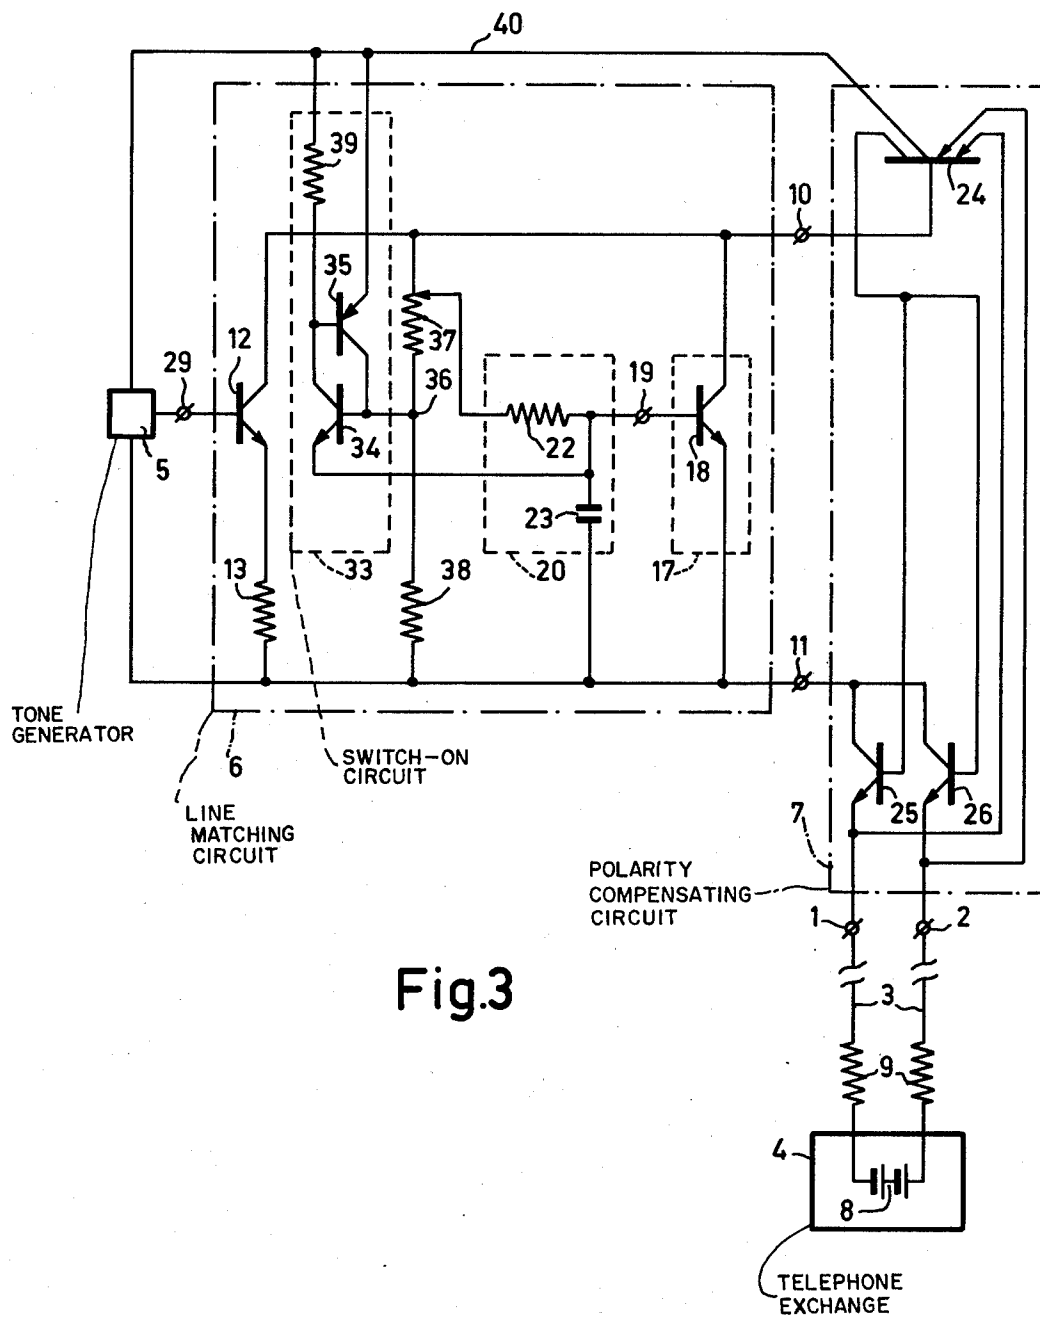 40
39
24
10
35
37
12
29
36
19
34
22
18
5
23
33
20
17
13
38
11
TONE
GENERATOR
6
SWITCH-ON
CIRCUIT
LINE
MATCHING
CIRCUIT
25
26
7
POLARITY
COMPENSATING
CIRCUIT
1
2
Fig.3
3
9
4
8
TELEPHONE
EXCHANGE